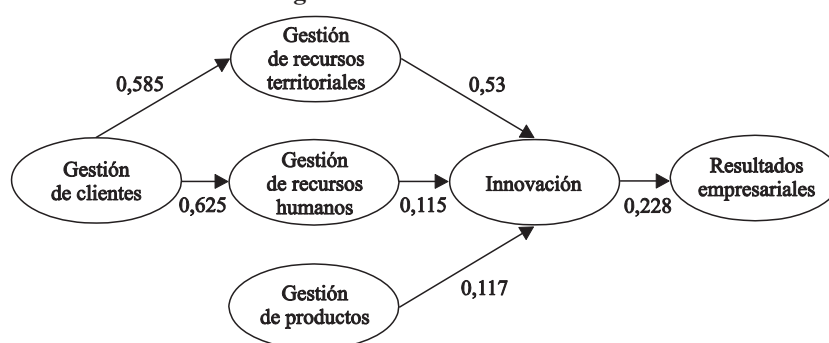 Gestión
de recursos
territoriales
0,585
0,53
Gestión
de clientes
Gestión
de recursos
humanos
Innovación
Resultados
empresariales
0,625
0,115
0,228
Gestión
de productos
0,117